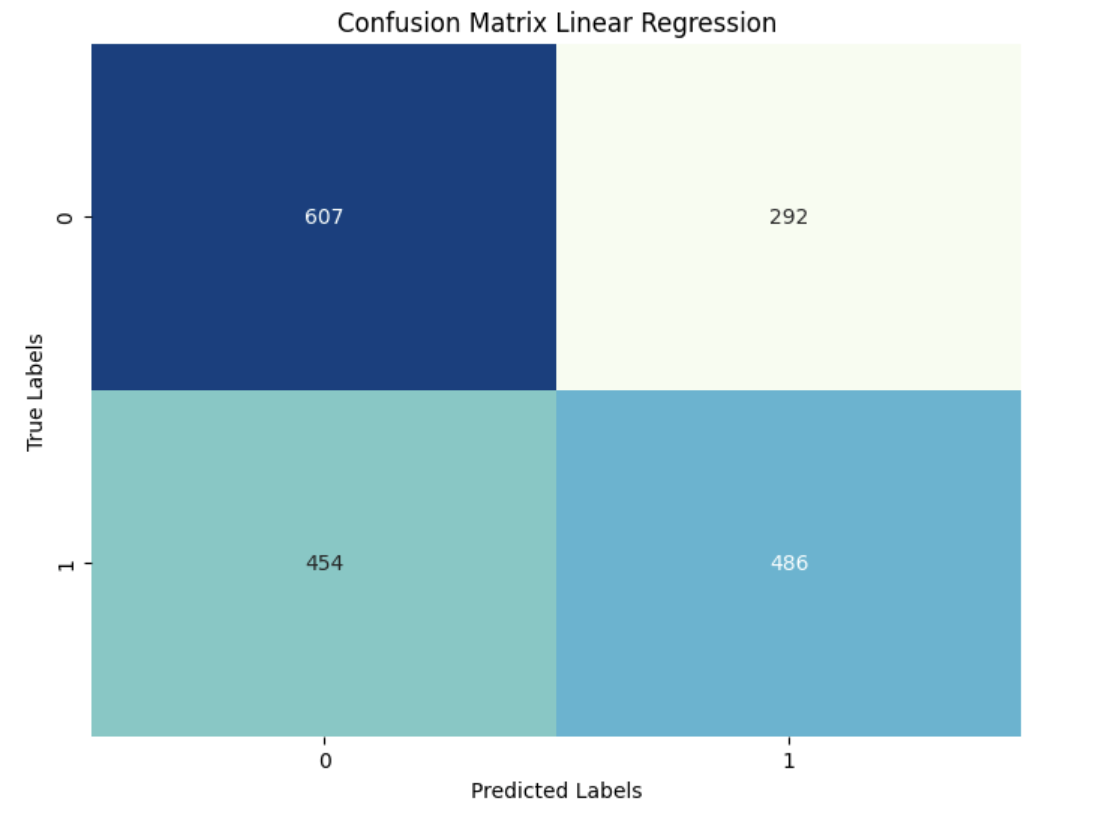 Confusion Matrix Linear Regression
0
607
292
True Labels
1
454
486
0
1
Predicted Labels